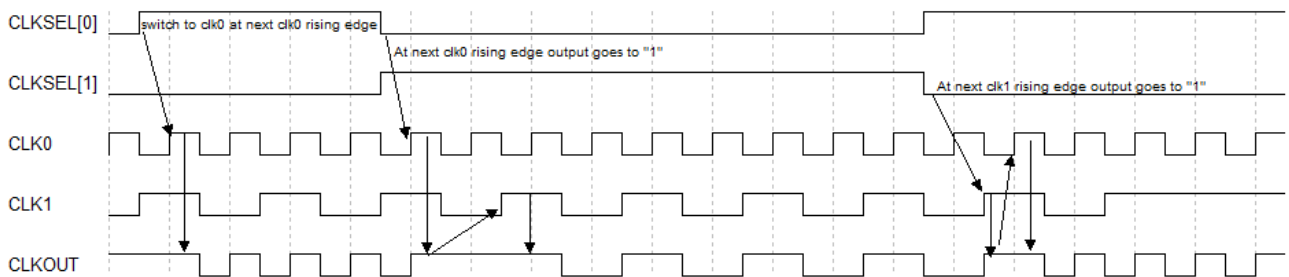 CLKSEL[0]
switch to clk0 at next clk0 rising edge
At next clk0 rising edge output goes to "1"
CLKSEL[1]
At next clk1 rising edge output goes to "1"
CLK0
CLK1
CLKOUT